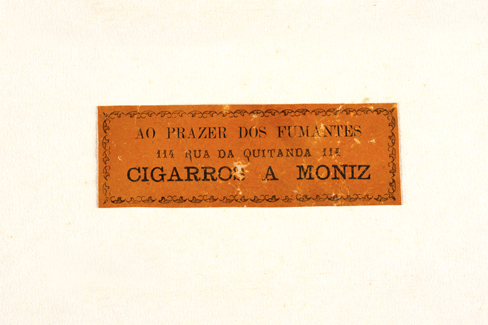 AO PRAZER DOS FUMANTES
114 RUA DA QUITANDA 114
CIGARROS A MONIZ